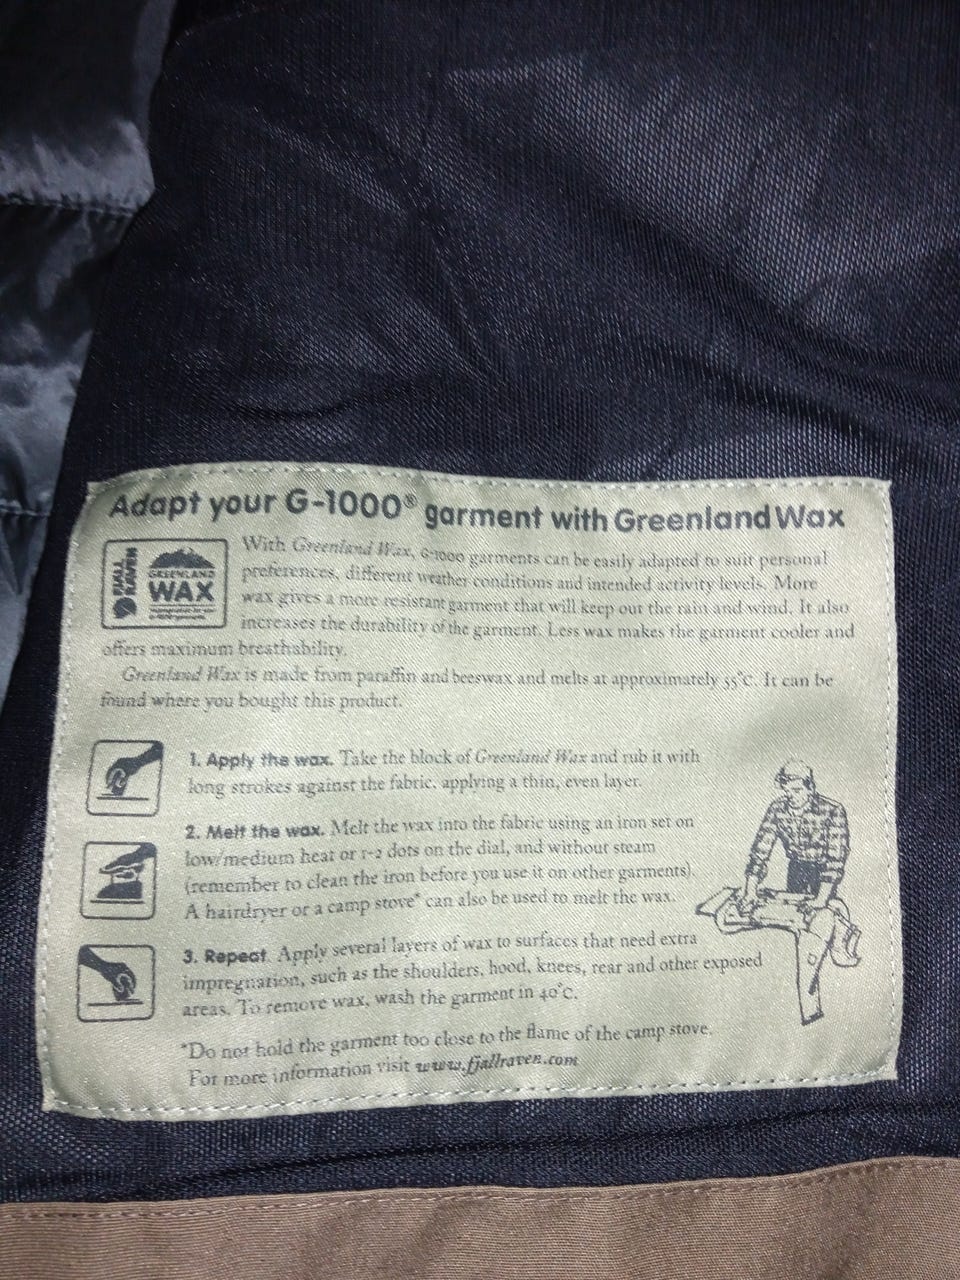 Adapt your G-1000® garment with Greenland Wax
FJÄLL
RÄVEN
GREENLAND
WAX
With Greenland Wax, G-1000 garments can be easily adapted to suit personal
preferences, different weather conditions and intended activity levels. More
wax gives a more resistant garment that will keep out the rain and wind. It also
increases the durability of the garment. Less wax makes the garment cooler and
offers maximum breathability.
Greenland Wax is made from paraffin and beeswax and melts at approximately 55°C. It can be
found where you bought this product.
1. Apply the wax. Take the block of Greenland Wax and rub it with
long strokes against the fabric, applying a thin, even layer.
2. Melt the wax. Melt the wax into the fabric using an iron set on
low/medium heat or 1-2 dots on the dial, and without steam
(remember to clean the iron before you use it on other garments).
A hairdryer or a camp stove* can also be used to melt the wax.
3. Repeat. Apply several layers of wax to surfaces that need extra
impregnation, such as the shoulders, hood, knees, rear and other exposed
areas. To remove wax, wash the garment in 40°C.
*Do not hold the garment too close to the flame of the camp stove.
For more information visit www.fjallraven.com